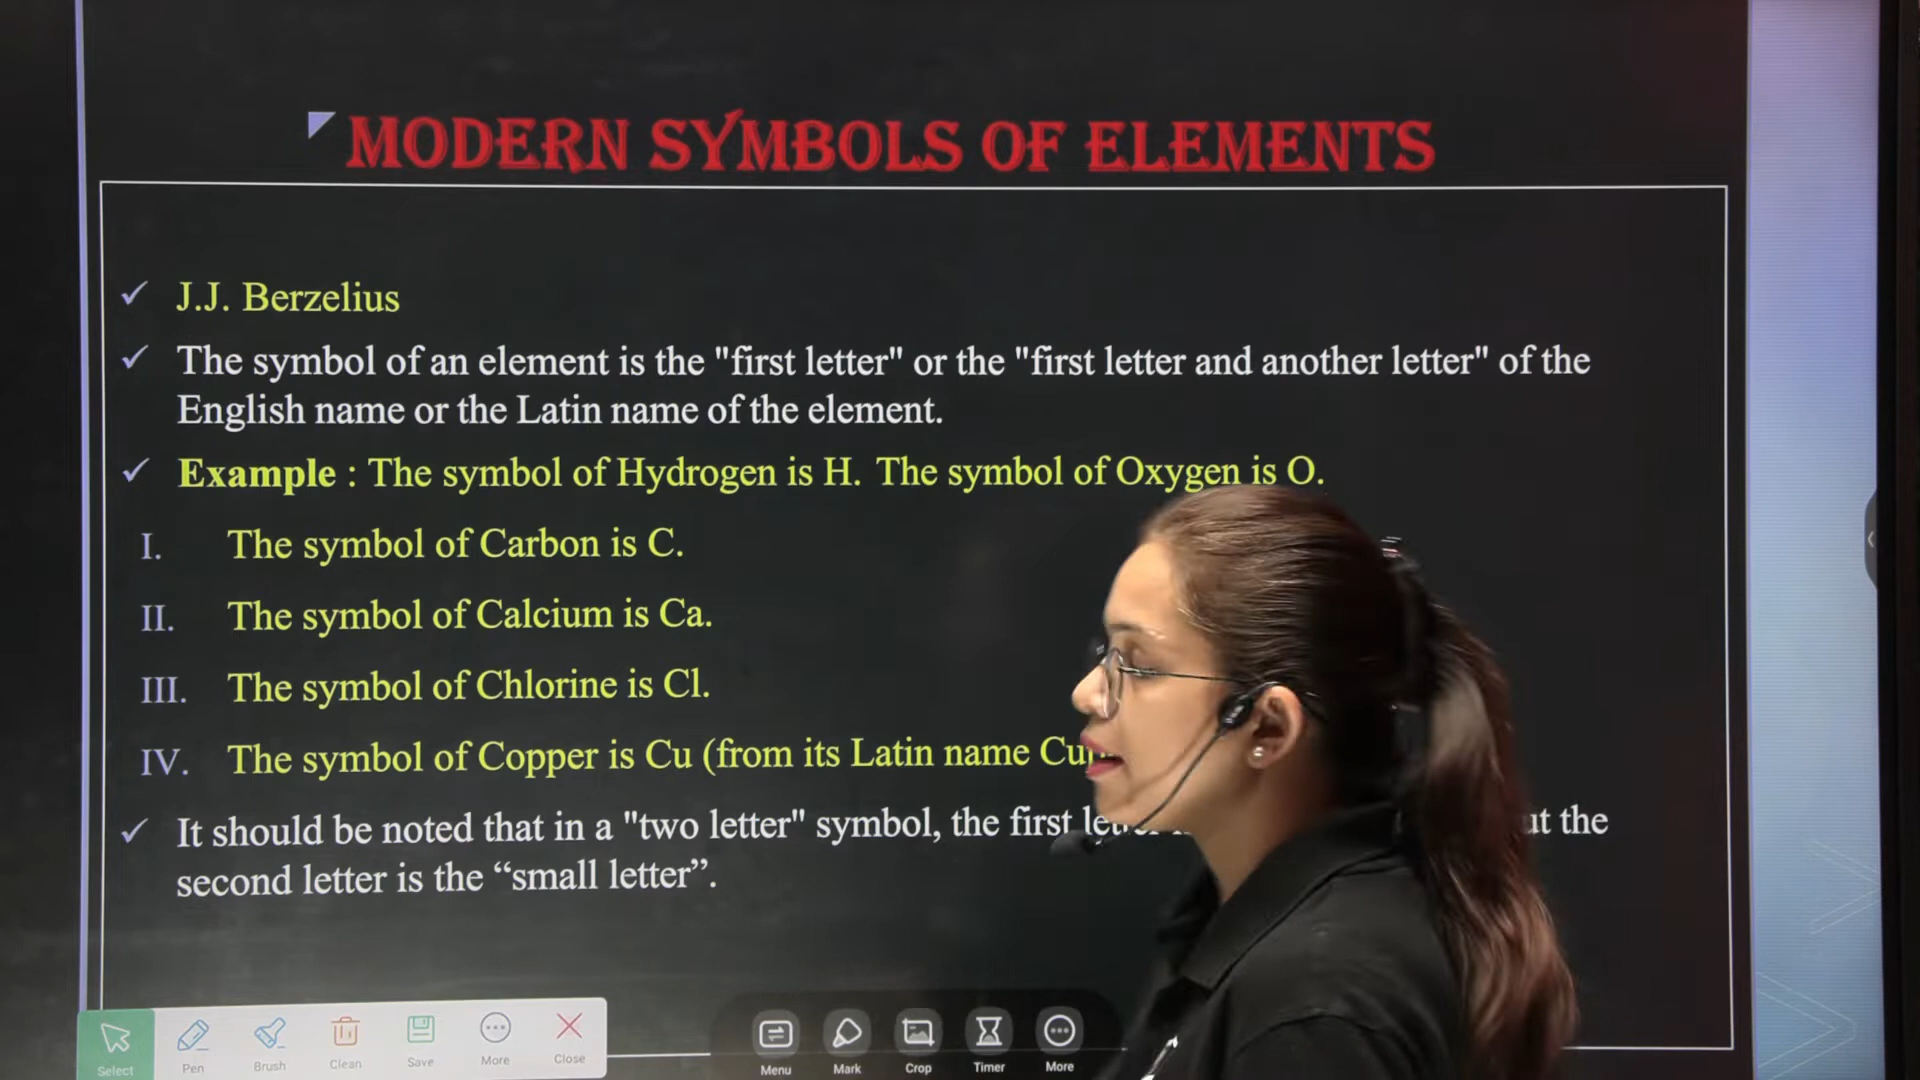 MODERN SYMBOLS OF ELEMENTS
✓ J.J. Berzelius
✓ The symbol of an element is the "first letter" or the "first letter and another letter" of the
English name or the Latin name of the element.
✓ Example : The symbol of Hydrogen is H. The symbol of Oxygen is O.
I. The symbol of Carbon is C.
II. The symbol of Calcium is Ca.
III. The symbol of Chlorine is Cl.
IV. The symbol of Copper is Cu (from its Latin name
✓ It should be noted that in a "two letter" symbol, the first the
second letter is the “small letter”.
Select Pen Brush Clean Save More Close
Menu Mark Crop Timer More